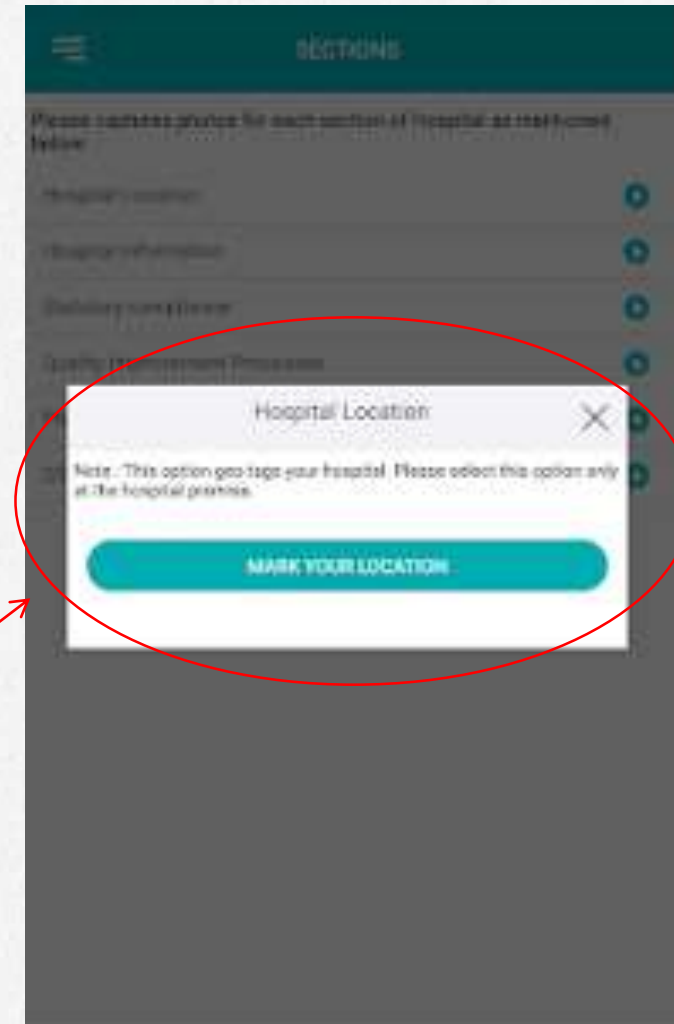 SECTIONS
Please captures photos for each section of hospital as mentioned
below
Hospital Location
Hospital Information
Statutory compliance
Quality Improvement Processes
Hospital Location
Note : This option geo tags your hospital. Please select this option only
at the hospital premise.
MARK YOUR LOCATION